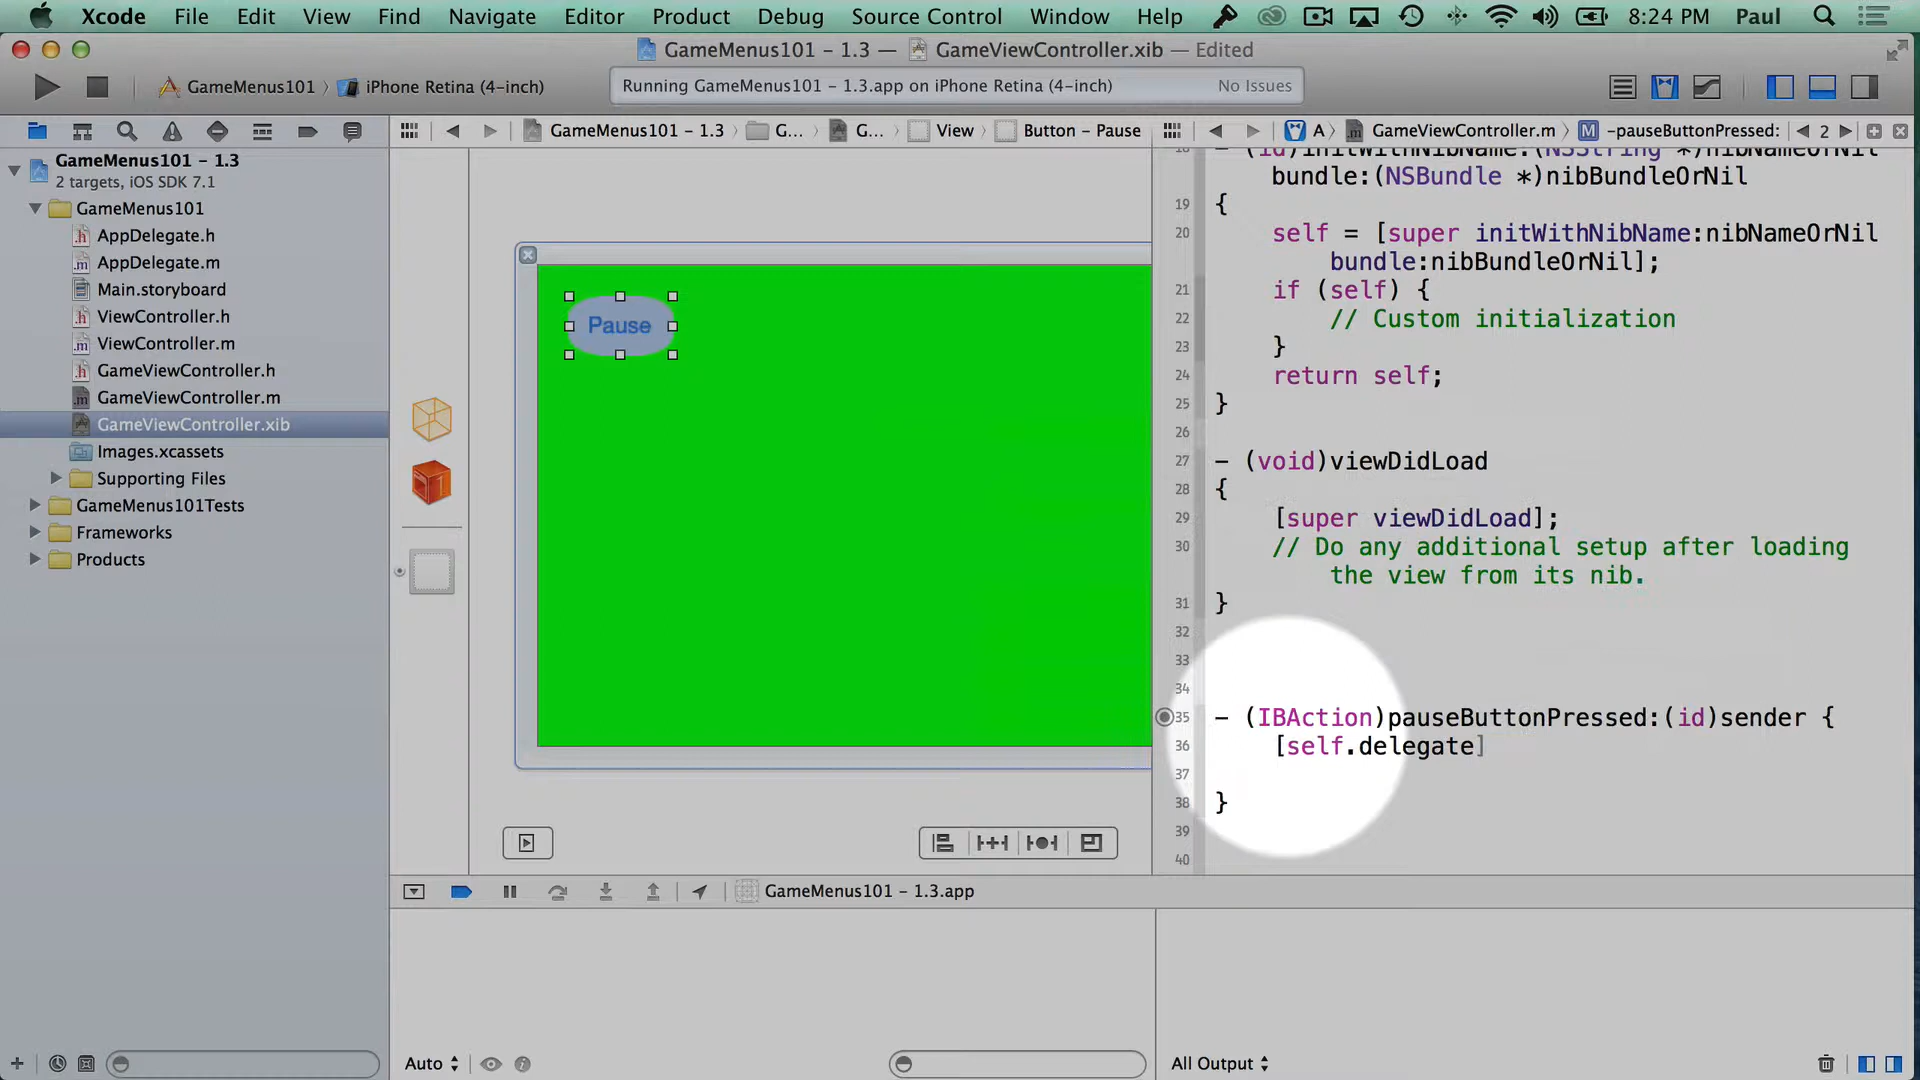 Xcode File Edit View Find Navigate Editor Product Debug Source Control Window Help 8:24 PM Paul
GameMenus101 – 1.3 — GameViewController.xib — Edited
GameMenus101 iPhone Retina (4-inch)
Running GameMenus101 – 1.3.app on iPhone Retina (4-inch) No Issues
GameMenus101 – 1.3 G... G... View Button – Pause
A GameViewController.m M -pauseButtonPressed: 2
GameMenus101 – 1.3
2 targets, iOS SDK 7.1
GameMenus101
AppDelegate.h
AppDelegate.m
Main.storyboard
ViewController.h
ViewController.m
GameViewController.h
GameViewController.m
GameViewController.xib
Images.xcassets
Supporting Files
GameMenus101Tests
Frameworks
Products
Pause
18 - (id)initWithNibName:(NSString *)nibNameOrNil
bundle:(NSBundle *)nibBundleOrNil
19 {
20 self = [super initWithNibName:nibNameOrNil
bundle:nibBundleOrNil];
21 if (self) {
22 // Custom initialization
23 }
24 return self;
25 }
26
27 - (void)viewDidLoad
28 {
29 [super viewDidLoad];
30 // Do any additional setup after loading
the view from its nib.
31 }
32
33
34
35 - (IBAction)pauseButtonPressed:(id)sender {
36 [self.delegate]
37
38 }
39
40
GameMenus101 – 1.3.app
Auto
All Output